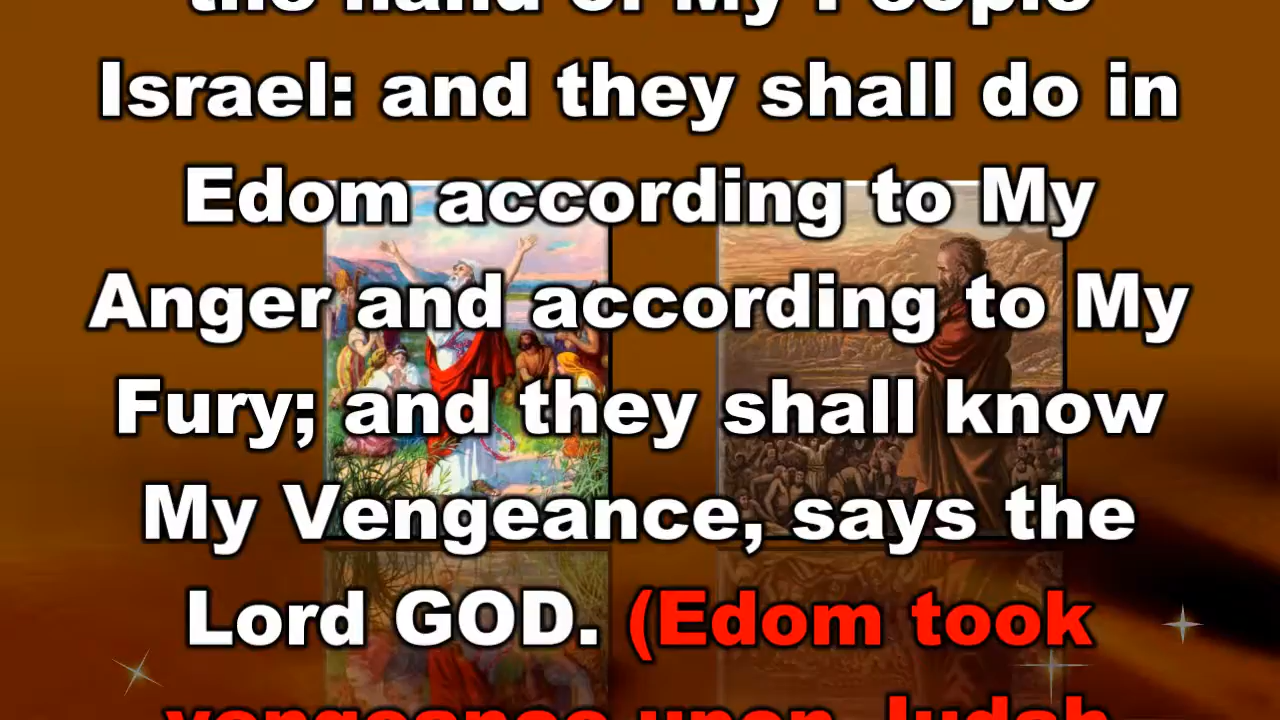 the hand of My People
Israel: and they shall do in
Edom according to My
Anger and according to My
Fury; and they shall know
My Vengeance, says the
Lord GOD. (Edom took
vengeance upon Judah